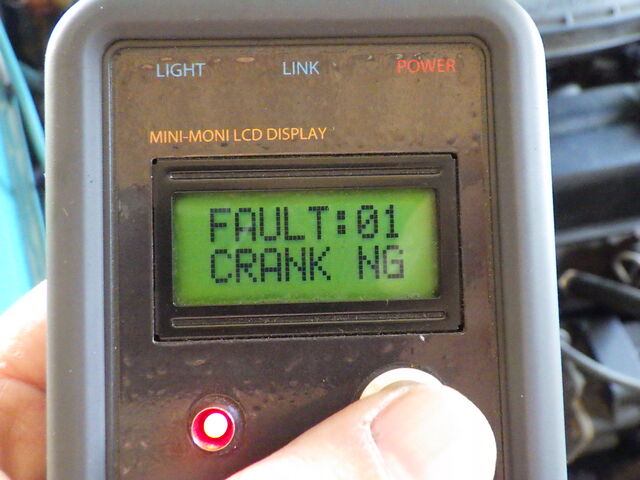 LIGHT LINK POWER
MINI-MONI LCD DISPLAY
FAULT:01
CRANK NG